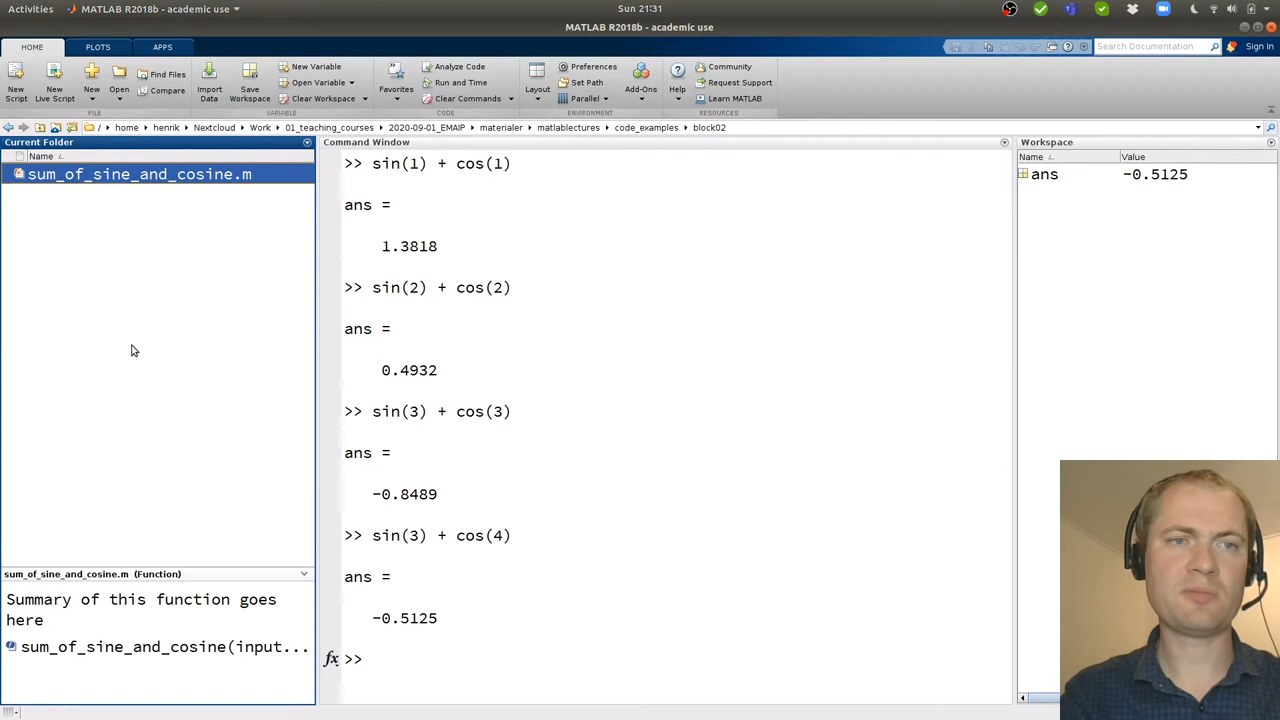 Activities
MATLAB R2018b - academic use
Sun 21:31
MATLAB R2018b - academic use
HOME
PLOTS
APPS
Search Documentation
Sign In
New Script
New Live Script
New
Open
Find Files
Compare
Import Data
Save Workspace
New Variable
Open Variable
Clear Workspace
Favorites
Analyze Code
Run and Time
Clear Commands
Layout
Preferences
Set Path
Parallel
Add-Ons
Help
Community
Request Support
Learn MATLAB
FILE
VARIABLE
CODE
ENVIRONMENT
RESOURCES
/ home henrik Nextcloud Work 01_teaching_courses 2020-09-01_EMAIP materialer matlablectures code_examples block02
Current Folder
Name
sum_of_sine_and_cosine.m
sum_of_sine_and_cosine.m (Function)
Summary of this function goes
here
sum_of_sine_and_cosine(input...
Command Window
>> sin(1) + cos(1)
ans =
1.3818
>> sin(2) + cos(2)
ans =
0.4932
>> sin(3) + cos(3)
ans =
-0.8489
>> sin(3) + cos(4)
ans =
-0.5125
fx >>
Workspace
Name Value
ans -0.5125